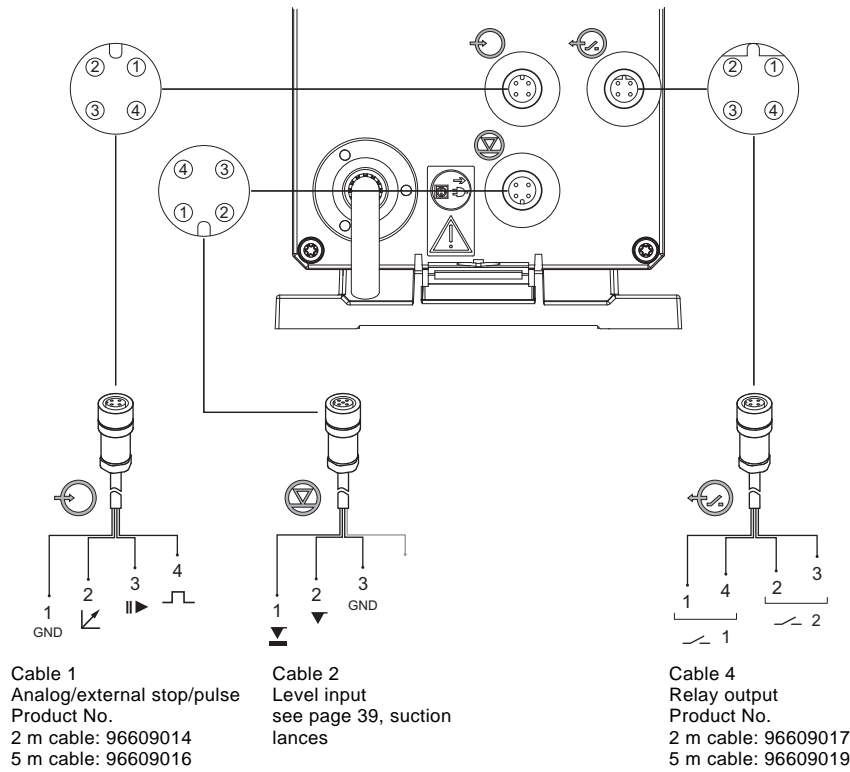 2 1
3 4
4 3
1 2
2 1
3 4
1
GND
2
3
4
1
2
3
GND
1
4
2
3
1
2
Cable 1
Analog/external stop/pulse
Product No.
2 m cable: 96609014
5 m cable: 96609016
Cable 2
Level input
see page 39, suction
lances
Cable 4
Relay output
Product No.
2 m cable: 96609017
5 m cable: 96609019